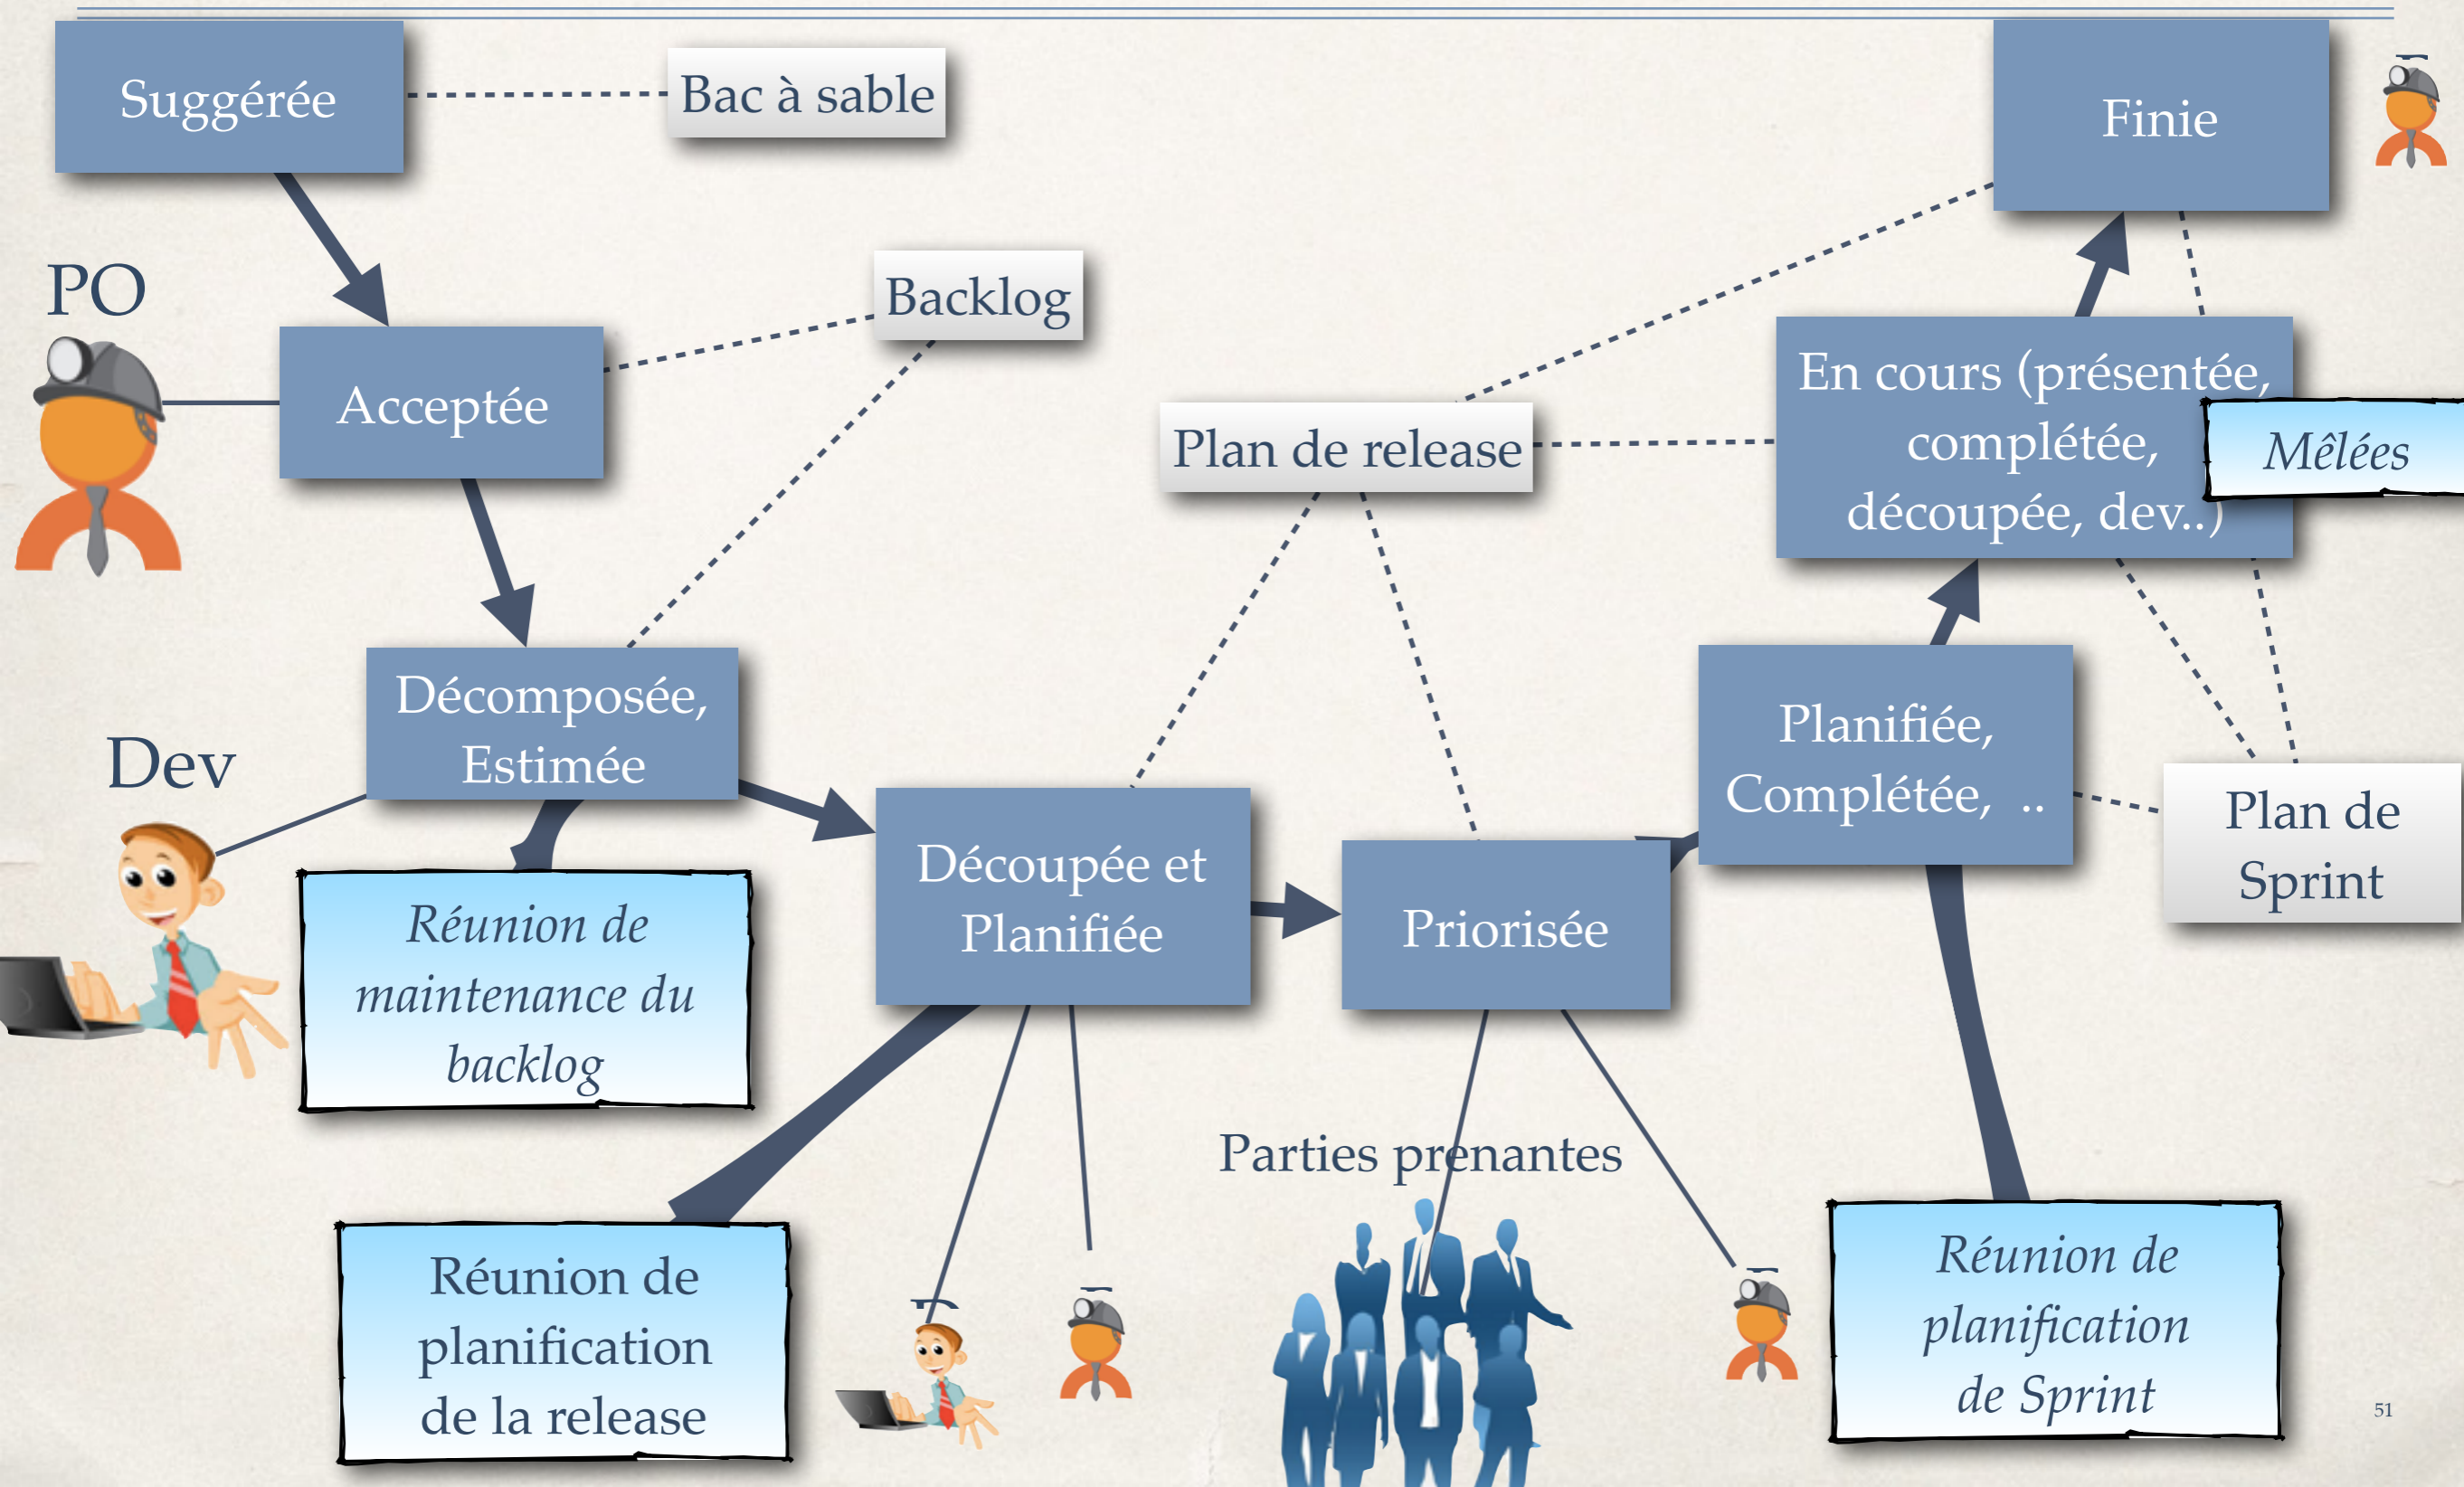 Suggérée
Bac à sable
Finie
PO
Backlog
Acceptée
Plan de release
En cours (présentée,
complétée,
découpée, dev..)
Mêlées
Décomposée,
Estimée
Dev
Planifiée,
Complétée, ..
Plan de
Sprint
Découpée et
Planifiée
Priorisée
Réunion de
maintenance du
backlog
Parties prenantes
Réunion de
planification
de la release
Réunion de
planification
de Sprint
51